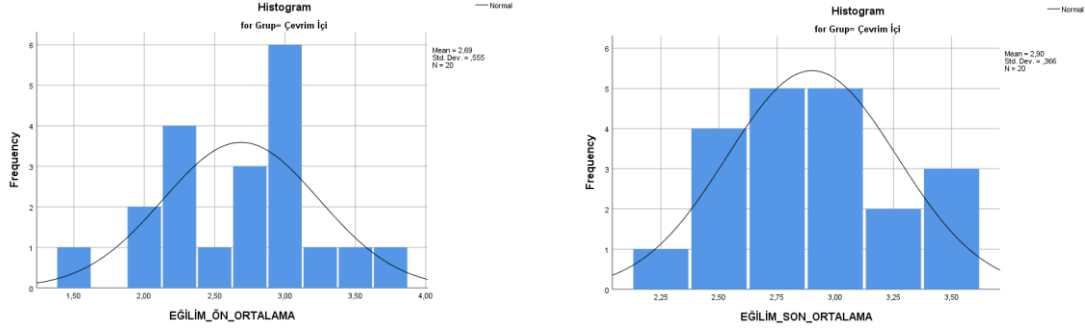 Histogram
Normal
for Grup= Çevrim İçi
Mean = 2,69
Std. Dev. = ,555
N = 20
6
5
4
3
2
1
0
Frequency
1,50
2,00
2,50
3,00
3,50
4,00
EĞİLİM_ÖN_ORTALAMA
Histogram
Normal
for Grup= Çevrim İçi
Mean = 2,90
Std. Dev. = ,366
N = 20
6
5
4
3
2
1
0
Frequency
2,25
2,50
2,75
3,00
3,25
3,50
EĞİLİM_SON_ORTALAMA